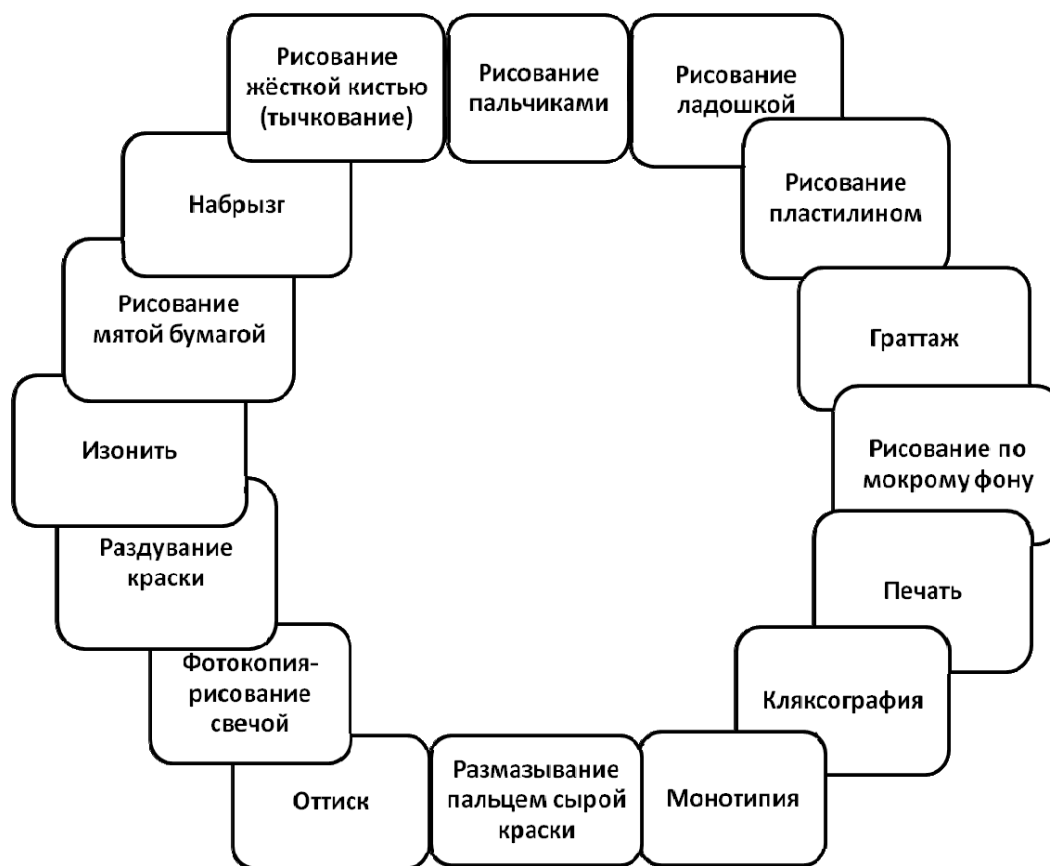 Рисование
жёсткой кистью
(тычкование)
Рисование
пальчиками
Рисование
ладошкой
Рисование
пластилином
Граттаж
Рисование по
мокрому фону
Печать
Кляксография
Монотипия
Размазывание
пальцем сырой
краски
Оттиск
Фотокопия-
рисование
свечой
Раздувание
краски
Изонить
Рисование
мятой бумагой
Набрызг